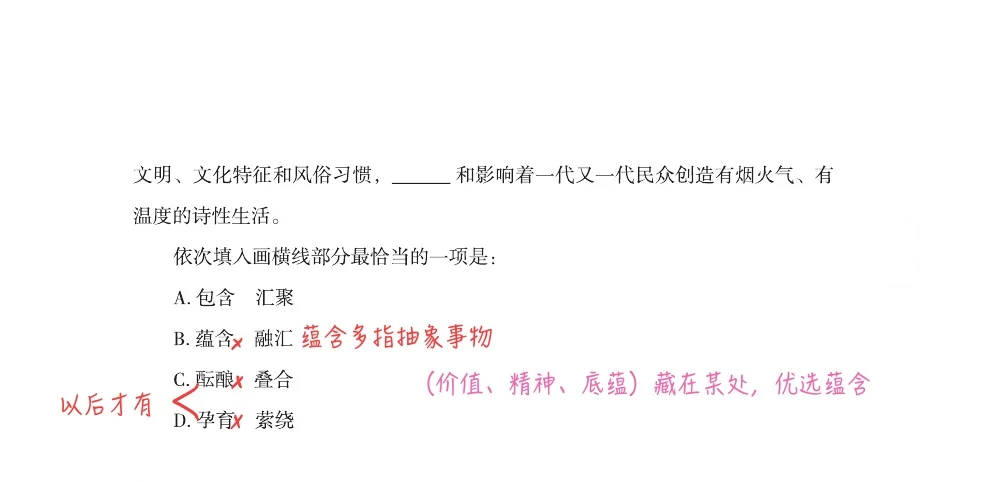 文明、文化特征和风俗习惯，______ 和影响着一代又一代民众创造有烟火气、有
温度的诗性生活。
依次填入画横线部分最恰当的一项是：
A. 包含 汇聚
B. 蕴含× 融汇 蕴含多指抽象事物
C. 酝酿× 叠合
（价值、精神、底蕴）藏在某处，优选蕴含
以后才有
D. 孕育× 萦绕